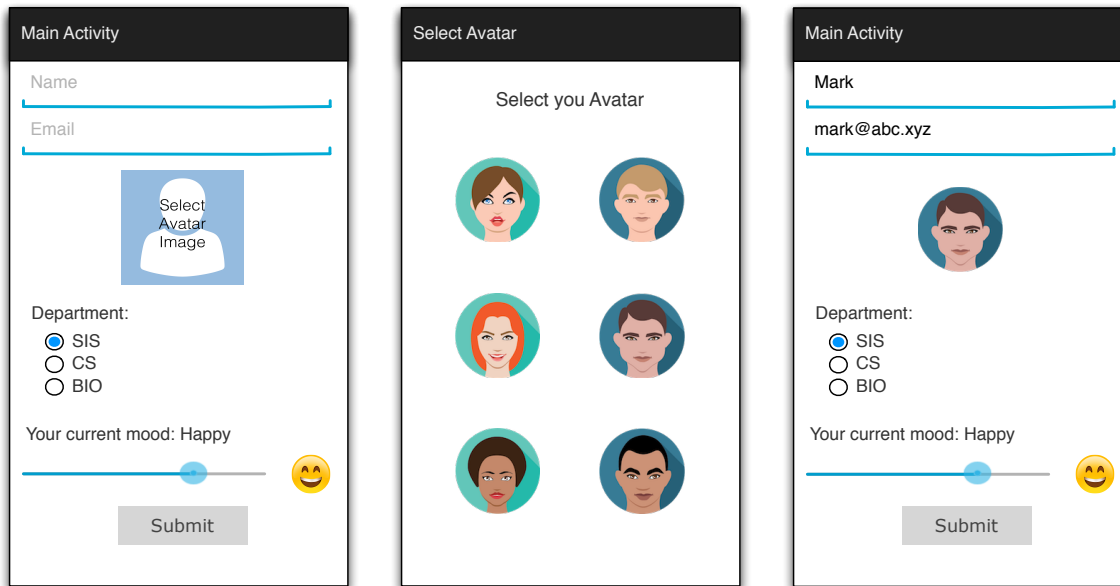 Main Activity
Name
Email
Select
Avatar
Image
Department:
SIS
CS
BIO
Your current mood: Happy
Submit
Select Avatar
Select you Avatar
Main Activity
Mark
mark@abc.xyz
Department:
SIS
CS
BIO
Your current mood: Happy
Submit